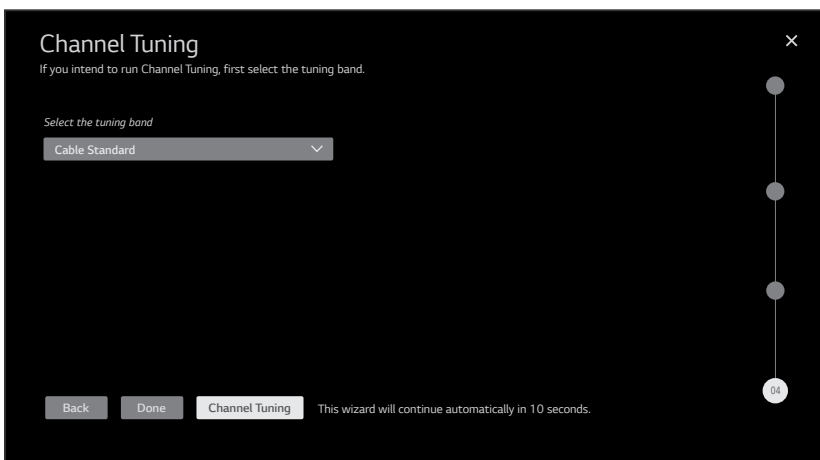 Channel Tuning
If you intend to run Channel Tuning, first select the tuning band.
Select the tuning band
Cable Standard
04
Back Done Channel Tuning This wizard will continue automatically in 10 seconds.